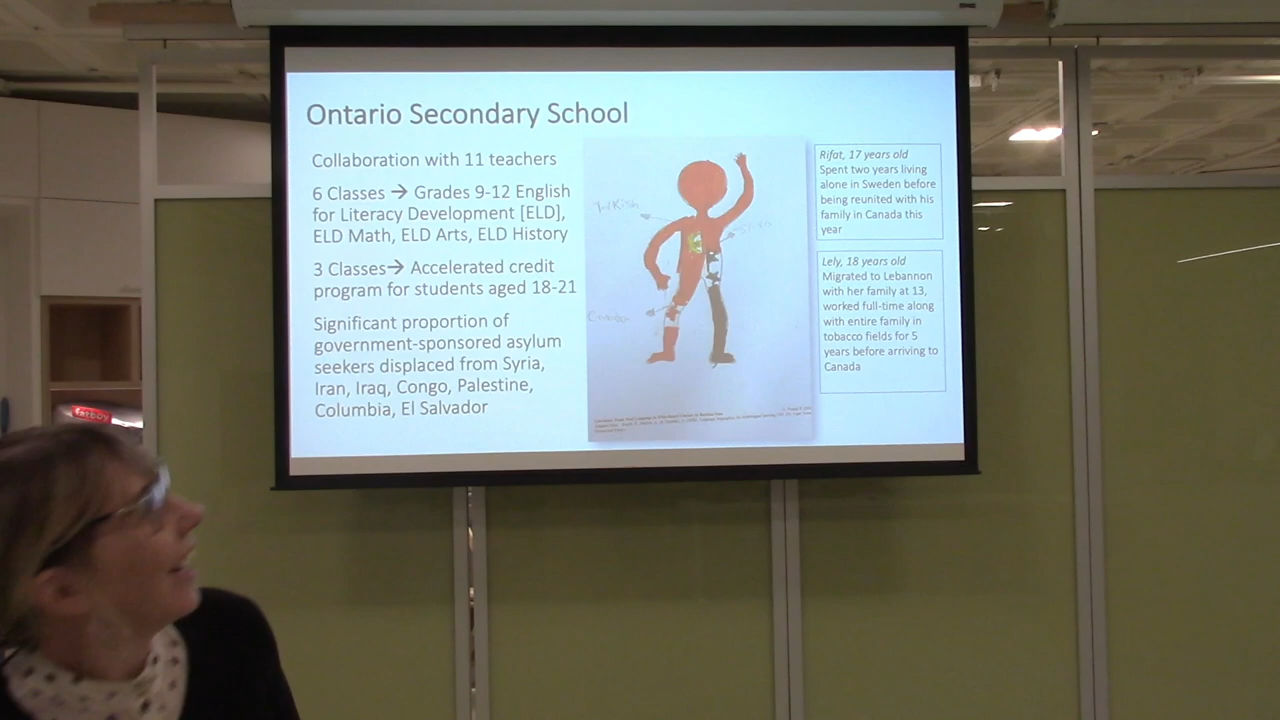 Ontario Secondary School
Collaboration with 11 teachers
6 Classes → Grades 9-12 English
for Literacy Development [ELD],
ELD Math, ELD Arts, ELD History
3 Classes→ Accelerated credit
program for students aged 18-21
Significant proportion of
government-sponsored asylum
seekers displaced from Syria,
Iran, Iraq, Congo, Palestine,
Columbia, El Salvador
Turkish
Canada
Rifat, 17 years old
Spent two years living
alone in Sweden before
being reunited with his
family in Canada this
year
Lely, 18 years old
Migrated to Lebannon
with her family at 13,
worked full-time along
with entire family in
tobacco fields for 5
years before arriving to
Canada
fatboy